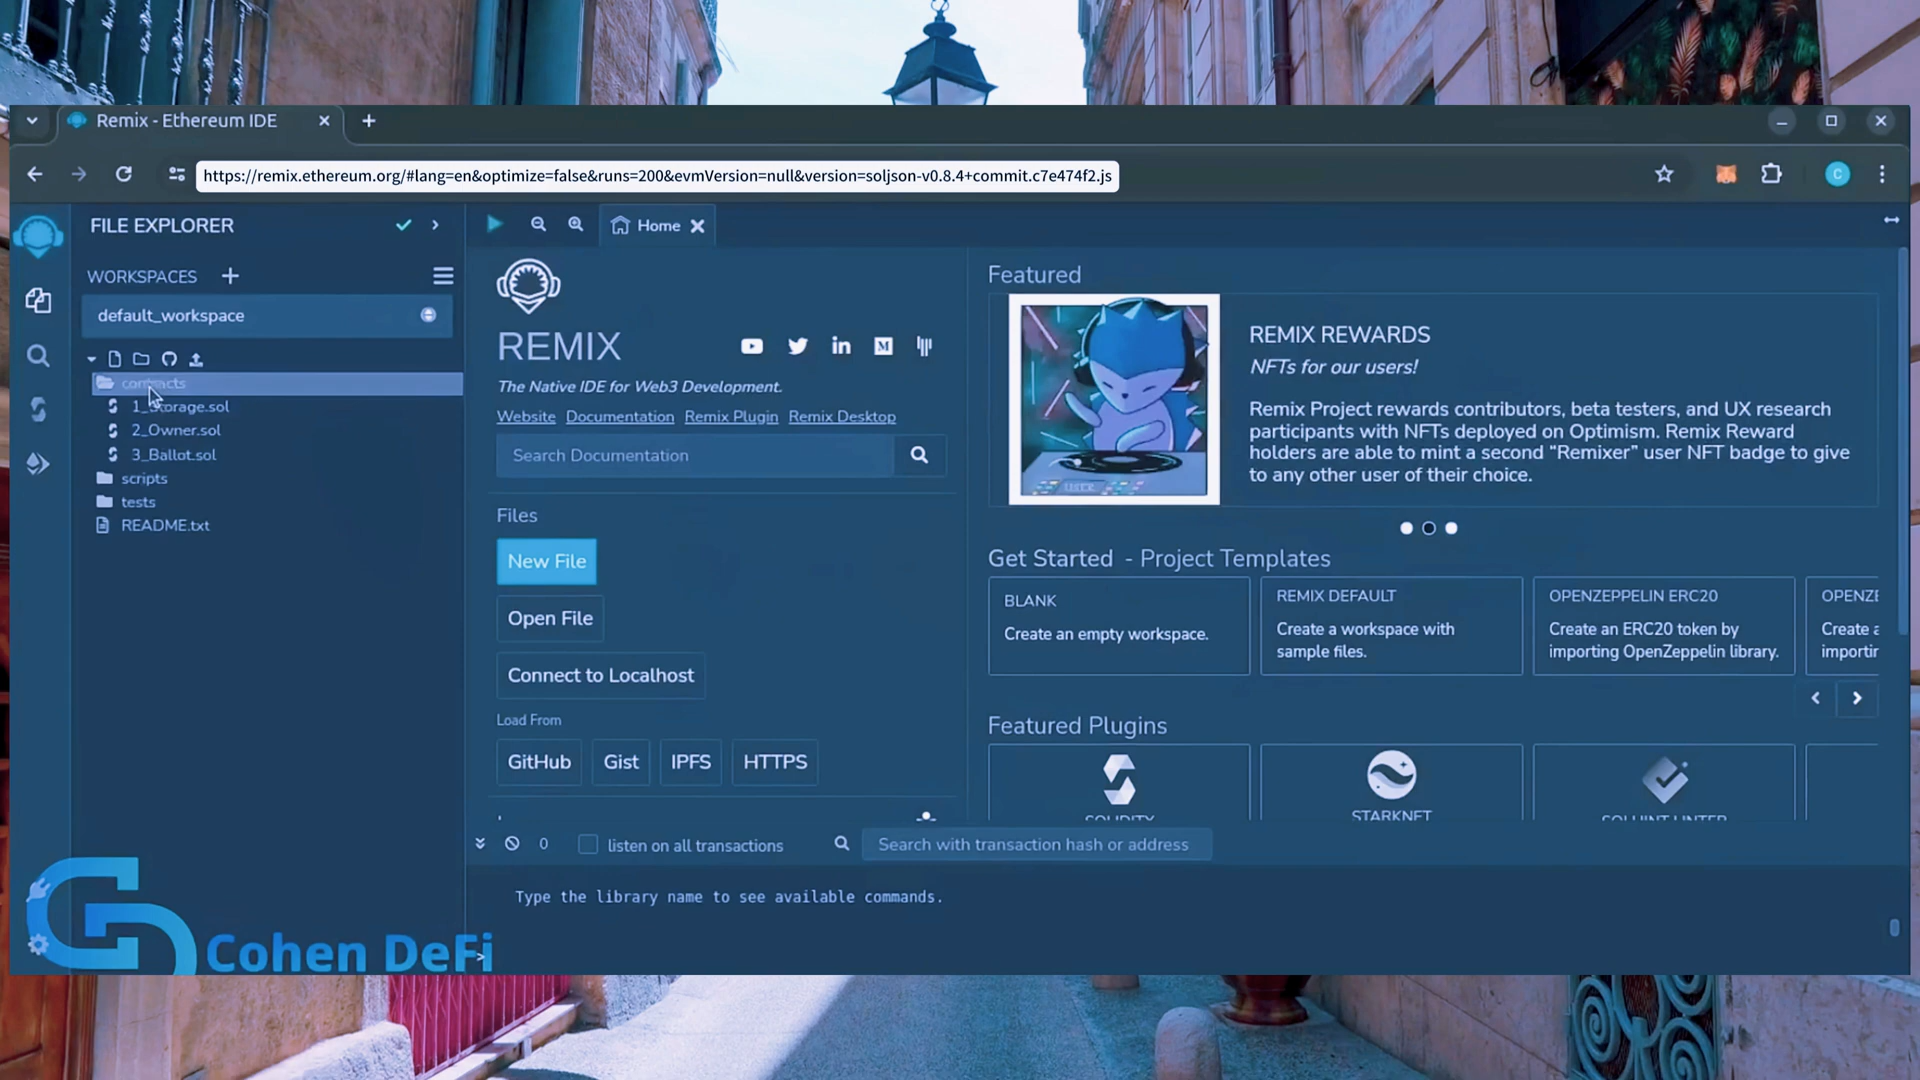 Remix - Ethereum IDE
https://remix.ethereum.org/#lang=en&optimize=false&runs=200&evmVersion=null&version=soljson-v0.8.4+commit.c7e474f2.js
C
FILE EXPLORER
WORKSPACES
default_workspace
contracts
1_Storage.sol
2_Owner.sol
3_Ballot.sol
scripts
tests
README.txt
Home
REMIX
The Native IDE for Web3 Development.
Website Documentation Remix Plugin Remix Desktop
Search Documentation
Files
New File
Open File
Connect to Localhost
Load From
GitHub Gist IPFS HTTPS
Featured
REMIX REWARDS
NFTs for our users!
Remix Project rewards contributors, beta testers, and UX research
participants with NFTs deployed on Optimism. Remix Reward
holders are able to mint a second “Remixer” user NFT badge to give
to any other user of their choice.
Get Started - Project Templates
BLANK
Create an empty workspace.
REMIX DEFAULT
Create a workspace with
sample files.
OPENZEPPELIN ERC20
Create an ERC20 token by
importing OpenZeppelin library.
Featured Plugins
SOLIDITY
STARKNET
SOLHINT LINTER
0 listen on all transactions
Search with transaction hash or address
Type the library name to see available commands.
>
Cohen DeFi